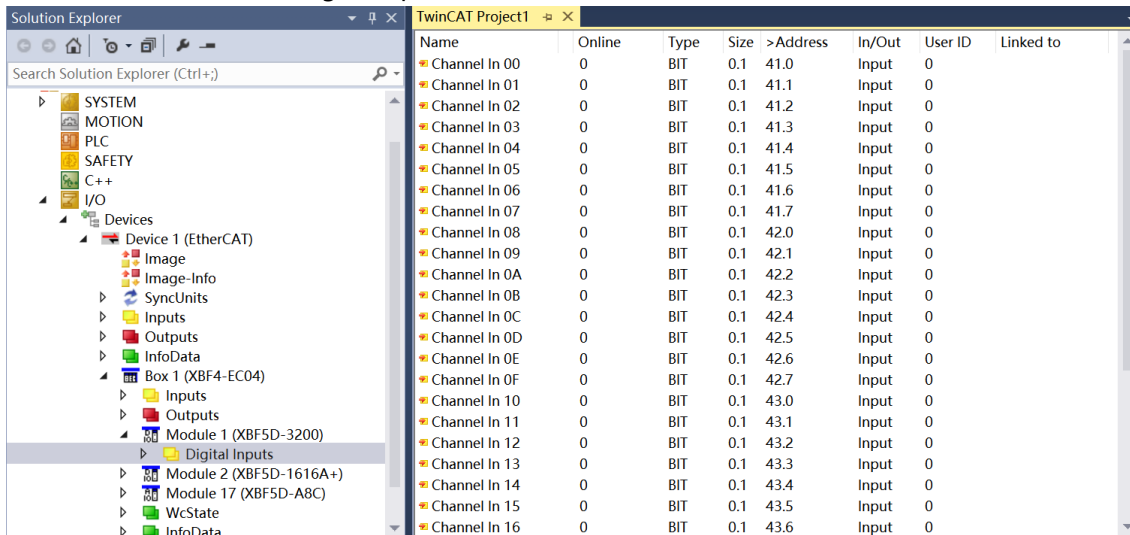 Solution Explorer
Search Solution Explorer (Ctrl+;)
SYSTEM
MOTION
PLC
SAFETY
C++
I/O
Devices
Device 1 (EtherCAT)
Image
Image-Info
SyncUnits
Inputs
Outputs
InfoData
Box 1 (XBF4-EC04)
Inputs
Outputs
Module 1 (XBF5D-3200)
Digital Inputs
Module 2 (XBF5D-1616A+)
Module 17 (XBF5D-A8C)
WcState
InfoData
TwinCAT Project1
Name Online Type Size >Address In/Out User ID Linked to
Channel In 00 0 BIT 0.1 41.0 Input 0
Channel In 01 0 BIT 0.1 41.1 Input 0
Channel In 02 0 BIT 0.1 41.2 Input 0
Channel In 03 0 BIT 0.1 41.3 Input 0
Channel In 04 0 BIT 0.1 41.4 Input 0
Channel In 05 0 BIT 0.1 41.5 Input 0
Channel In 06 0 BIT 0.1 41.6 Input 0
Channel In 07 0 BIT 0.1 41.7 Input 0
Channel In 08 0 BIT 0.1 42.0 Input 0
Channel In 09 0 BIT 0.1 42.1 Input 0
Channel In 0A 0 BIT 0.1 42.2 Input 0
Channel In 0B 0 BIT 0.1 42.3 Input 0
Channel In 0C 0 BIT 0.1 42.4 Input 0
Channel In 0D 0 BIT 0.1 42.5 Input 0
Channel In 0E 0 BIT 0.1 42.6 Input 0
Channel In 0F 0 BIT 0.1 42.7 Input 0
Channel In 10 0 BIT 0.1 43.0 Input 0
Channel In 11 0 BIT 0.1 43.1 Input 0
Channel In 12 0 BIT 0.1 43.2 Input 0
Channel In 13 0 BIT 0.1 43.3 Input 0
Channel In 14 0 BIT 0.1 43.4 Input 0
Channel In 15 0 BIT 0.1 43.5 Input 0
Channel In 16 0 BIT 0.1 43.6 Input 0